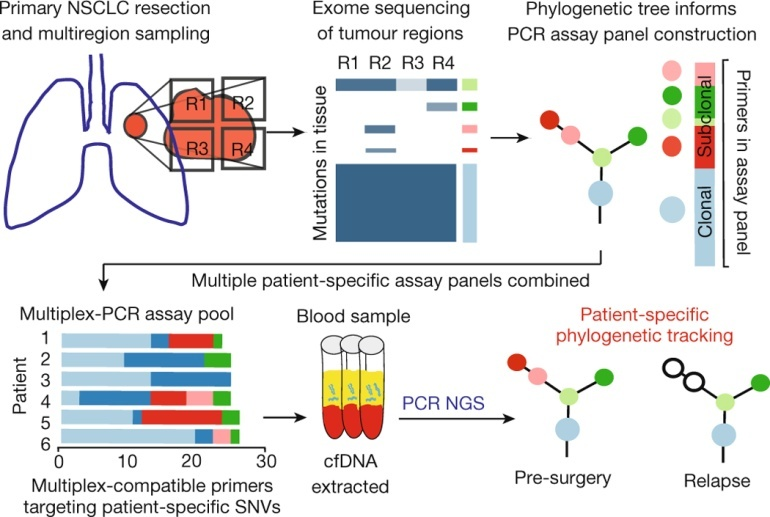 Primary NSCLC resection
and multiregion sampling
R1
R2
R3
R4
Exome sequencing
of tumour regions
R1 R2 R3 R4
Mutations in tissue
Phylogenetic tree informs
PCR assay panel construction
Subclonal
Clonal
Primers in assay panel
Multiple patient-specific assay panels combined
Multiplex-PCR assay pool
Patient
1
2
3
4
5
6
0 10 20 30
Multiplex-compatible primers
targeting patient-specific SNVs
Blood sample
cfDNA
extracted
PCR NGS
Patient-specific
phylogenetic tracking
Pre-surgery
Relapse